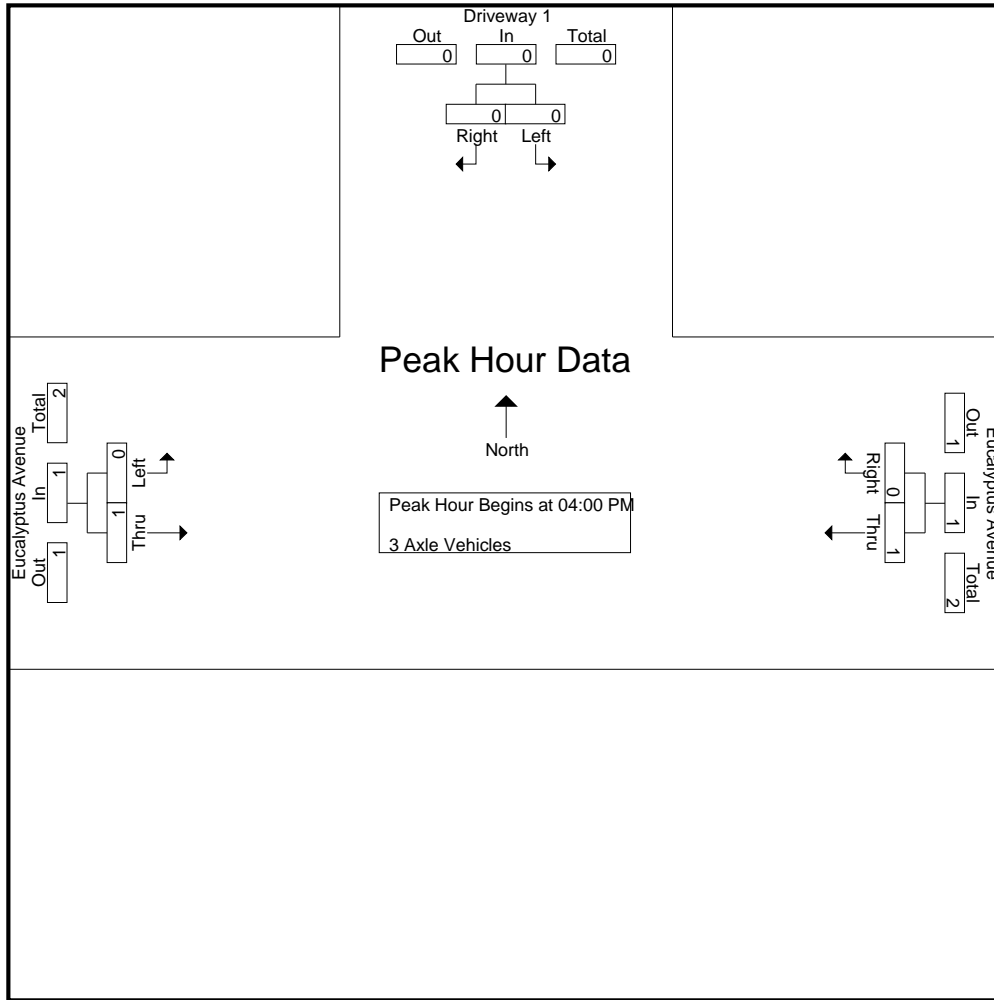 Driveway 1
Out In Total
0 0 0
0 0
Right Left
Peak Hour Data
North
Peak Hour Begins at 04:00 PM
3 Axle Vehicles
Eucalyptus Avenue
Out In Total
1 1 2
Thru Left
1 0
Eucalyptus Avenue
Out In Total
1 1 2
Right Thru
0 1